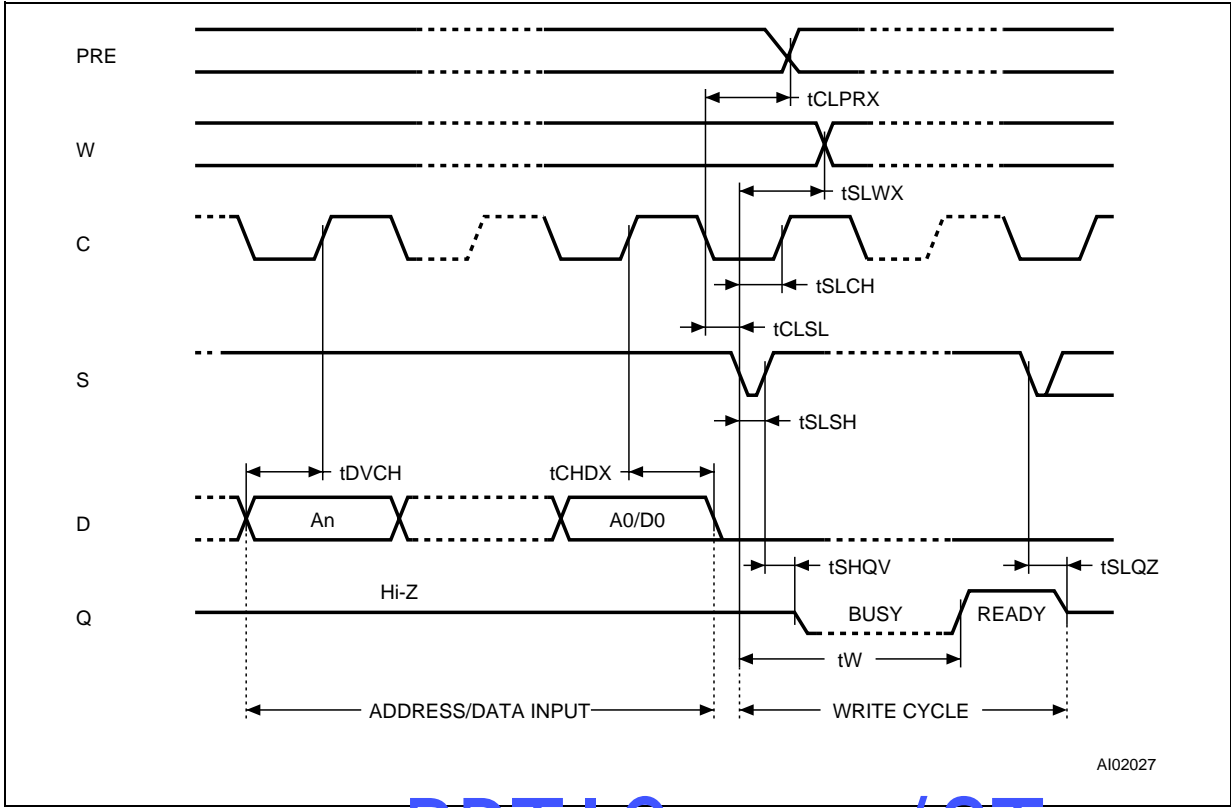 PRE
tCLPRX
W
tSLWX
C
tSLCH
tCLSL
S
tSLSH
tDVCH
tCHDX
D
An
A0/D0
tSHQV
tSLQZ
Hi-Z
Q
BUSY
READY
tW
ADDRESS/DATA INPUT
WRITE CYCLE
AI02027